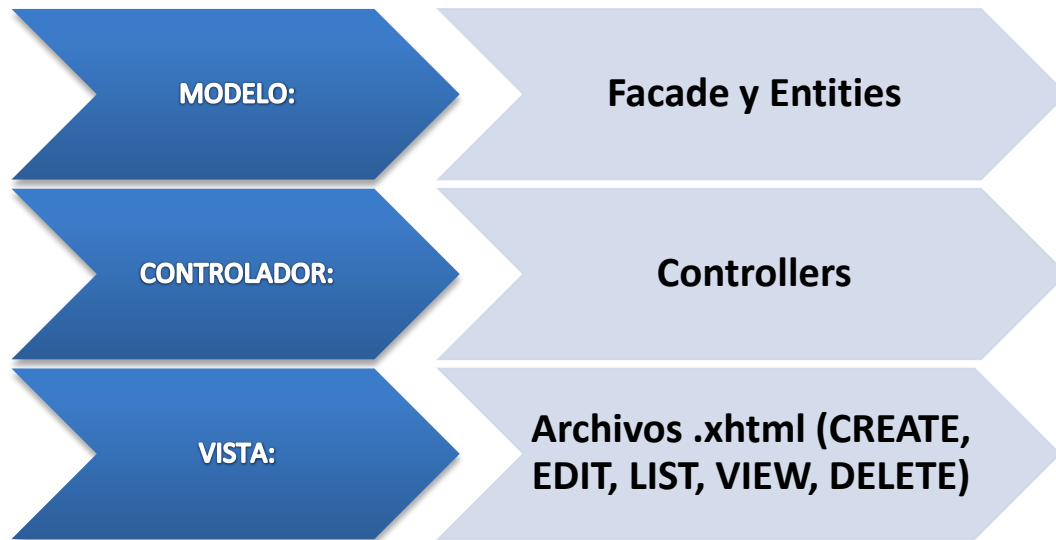 MODELO:
Facade y Entities
CONTROLADOR:
Controllers
VISTA:
Archivos .xhtml (CREATE,
EDIT, LIST, VIEW, DELETE)